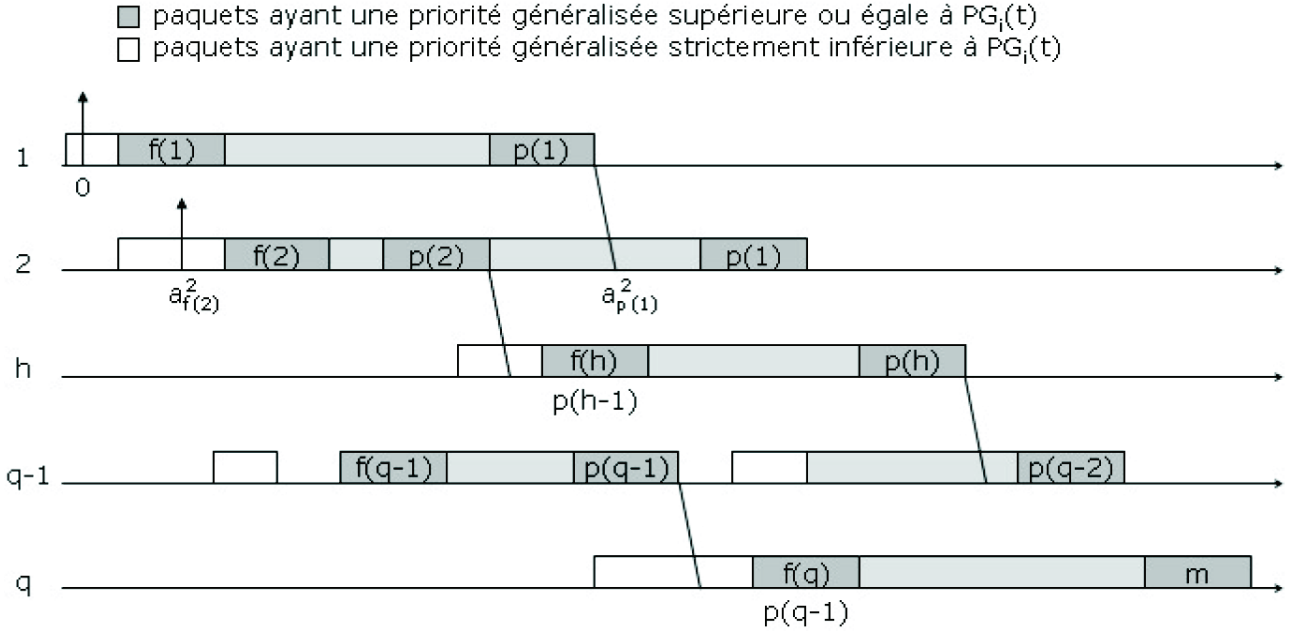 paquets ayant une priorité généralisée supérieure ou égale à PGi(t)
paquets ayant une priorité généralisée strictement inférieure à PGi(t)
1 f(1) p(1)
0
2 f(2) p(2) p(1)
a²f(2) a²p(1)
h f(h) p(h)
p(h-1)
q-1 f(q-1) p(q-1) p(q-2)
q f(q) m
p(q-1)